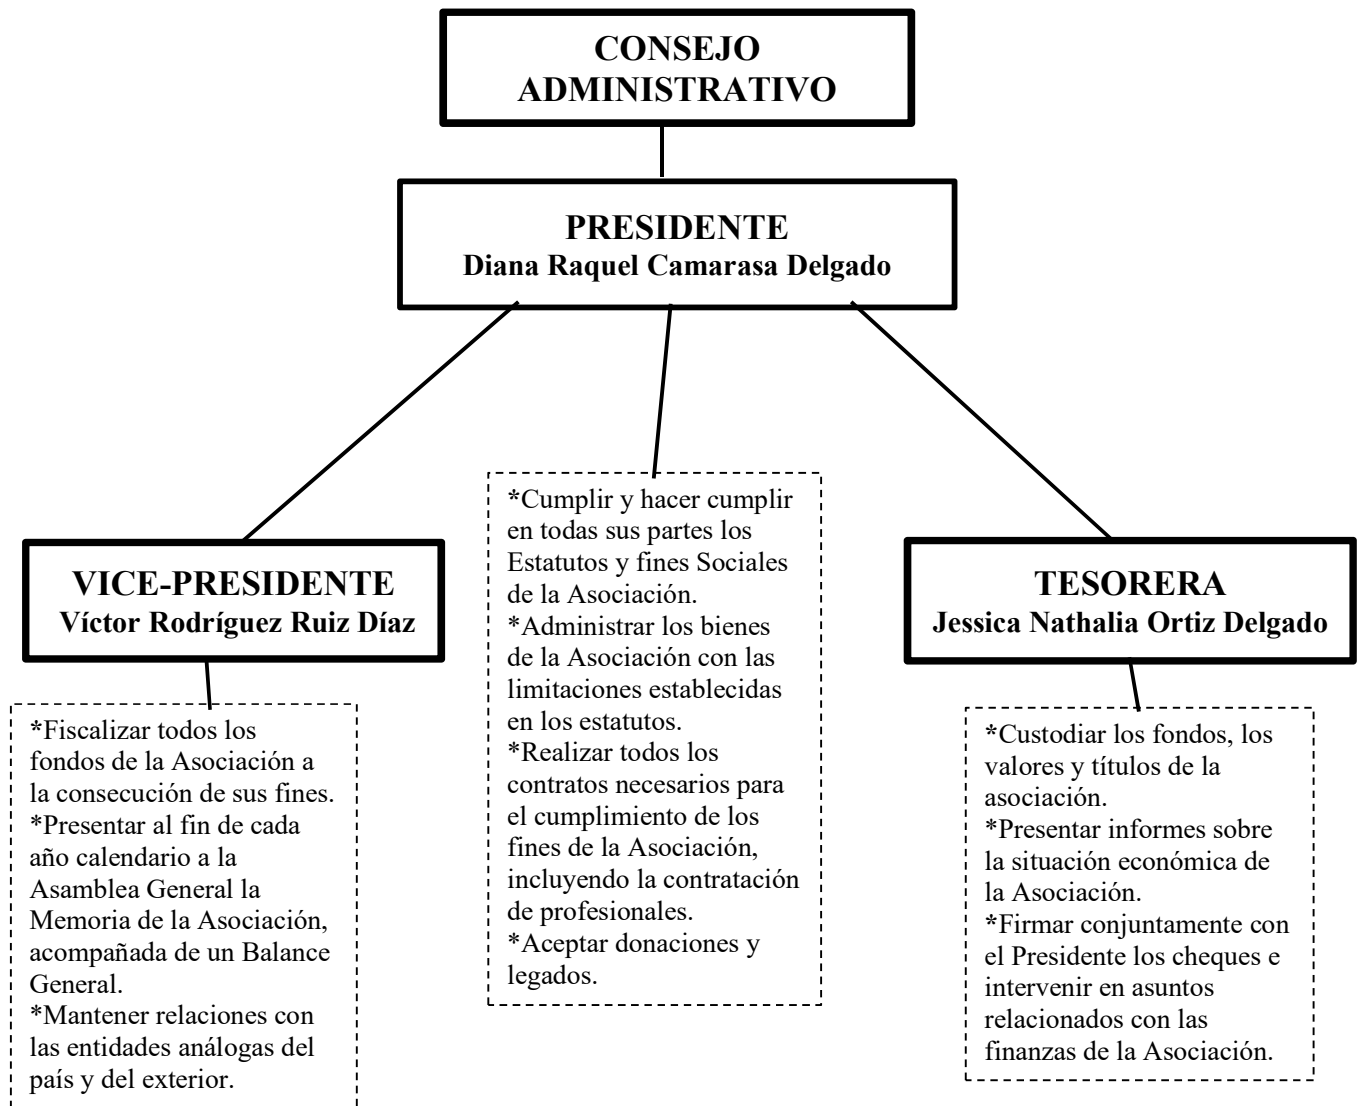 CONSEJO
ADMINISTRATIVO
PRESIDENTE
Diana Raquel Camarasa Delgado
VICE-PRESIDENTE
Víctor Rodríguez Ruiz Díaz
*Fiscalizar todos los
fondos de la Asociación a
la consecución de sus fines.
*Presentar al fin de cada
año calendario a la
Asamblea General la
Memoria de la Asociación,
acompañada de un Balance
General.
*Mantener relaciones con
las entidades análogas del
país y del exterior.
*Cumplir y hacer cumplir
en todas sus partes los
Estatutos y fines Sociales
de la Asociación.
*Administrar los bienes
de la Asociación con las
limitaciones establecidas
en los estatutos.
*Realizar todos los
contratos necesarios para
el cumplimiento de los
fines de la Asociación,
incluyendo la contratación
de profesionales.
*Aceptar donaciones y
legados.
TESORERA
Jessica Nathalia Ortiz Delgado
*Custodiar los fondos, los
valores y títulos de la
asociación.
*Presentar informes sobre
la situación económica de
la Asociación.
*Firmar conjuntamente con
el Presidente los cheques e
intervenir en asuntos
relacionados con las
finanzas de la Asociación.